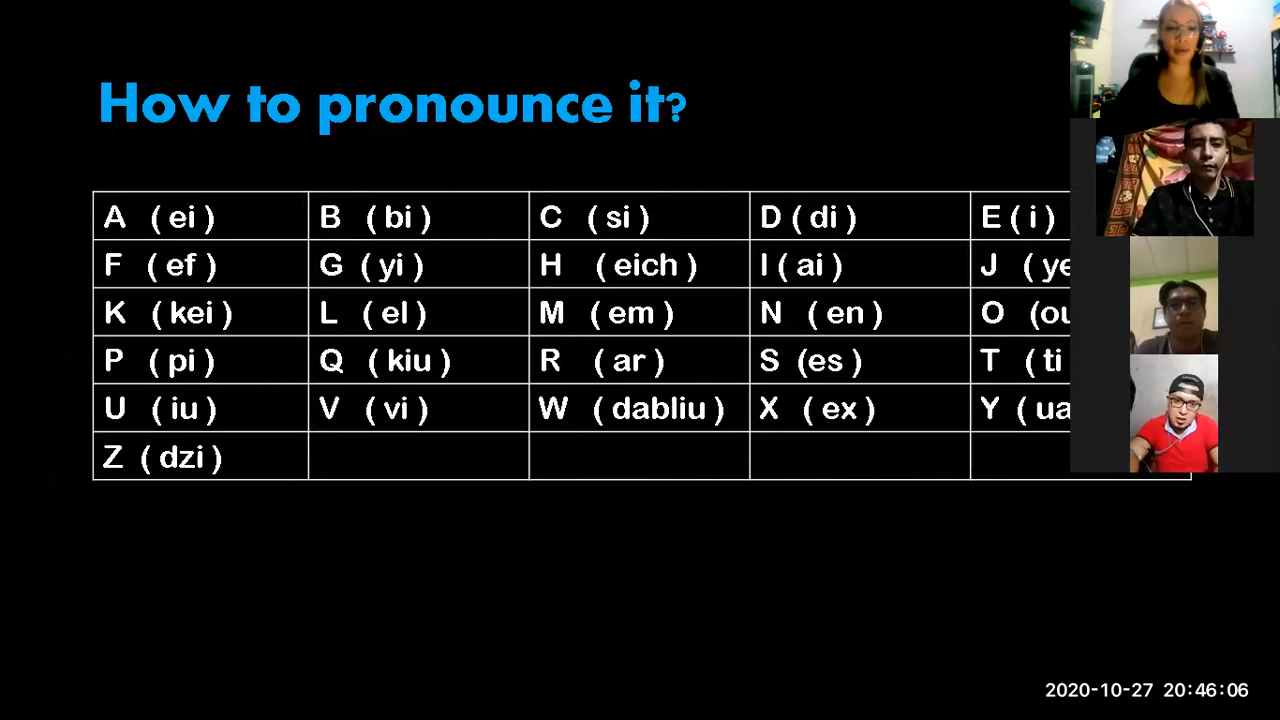 How to pronounce it?
A ( ei ) B ( bi ) C ( si ) D ( di ) E ( i )
F ( ef ) G ( yi ) H ( eich ) I ( ai ) J
K ( kei ) L ( el ) M ( em ) N ( en ) O
P ( pi ) Q ( kiu ) R ( ar ) S (es ) T ( ti
U ( iu ) V ( vi ) W ( dabliu ) X ( ex ) Y
Z ( dzi )
2020-10-27 20:46:06